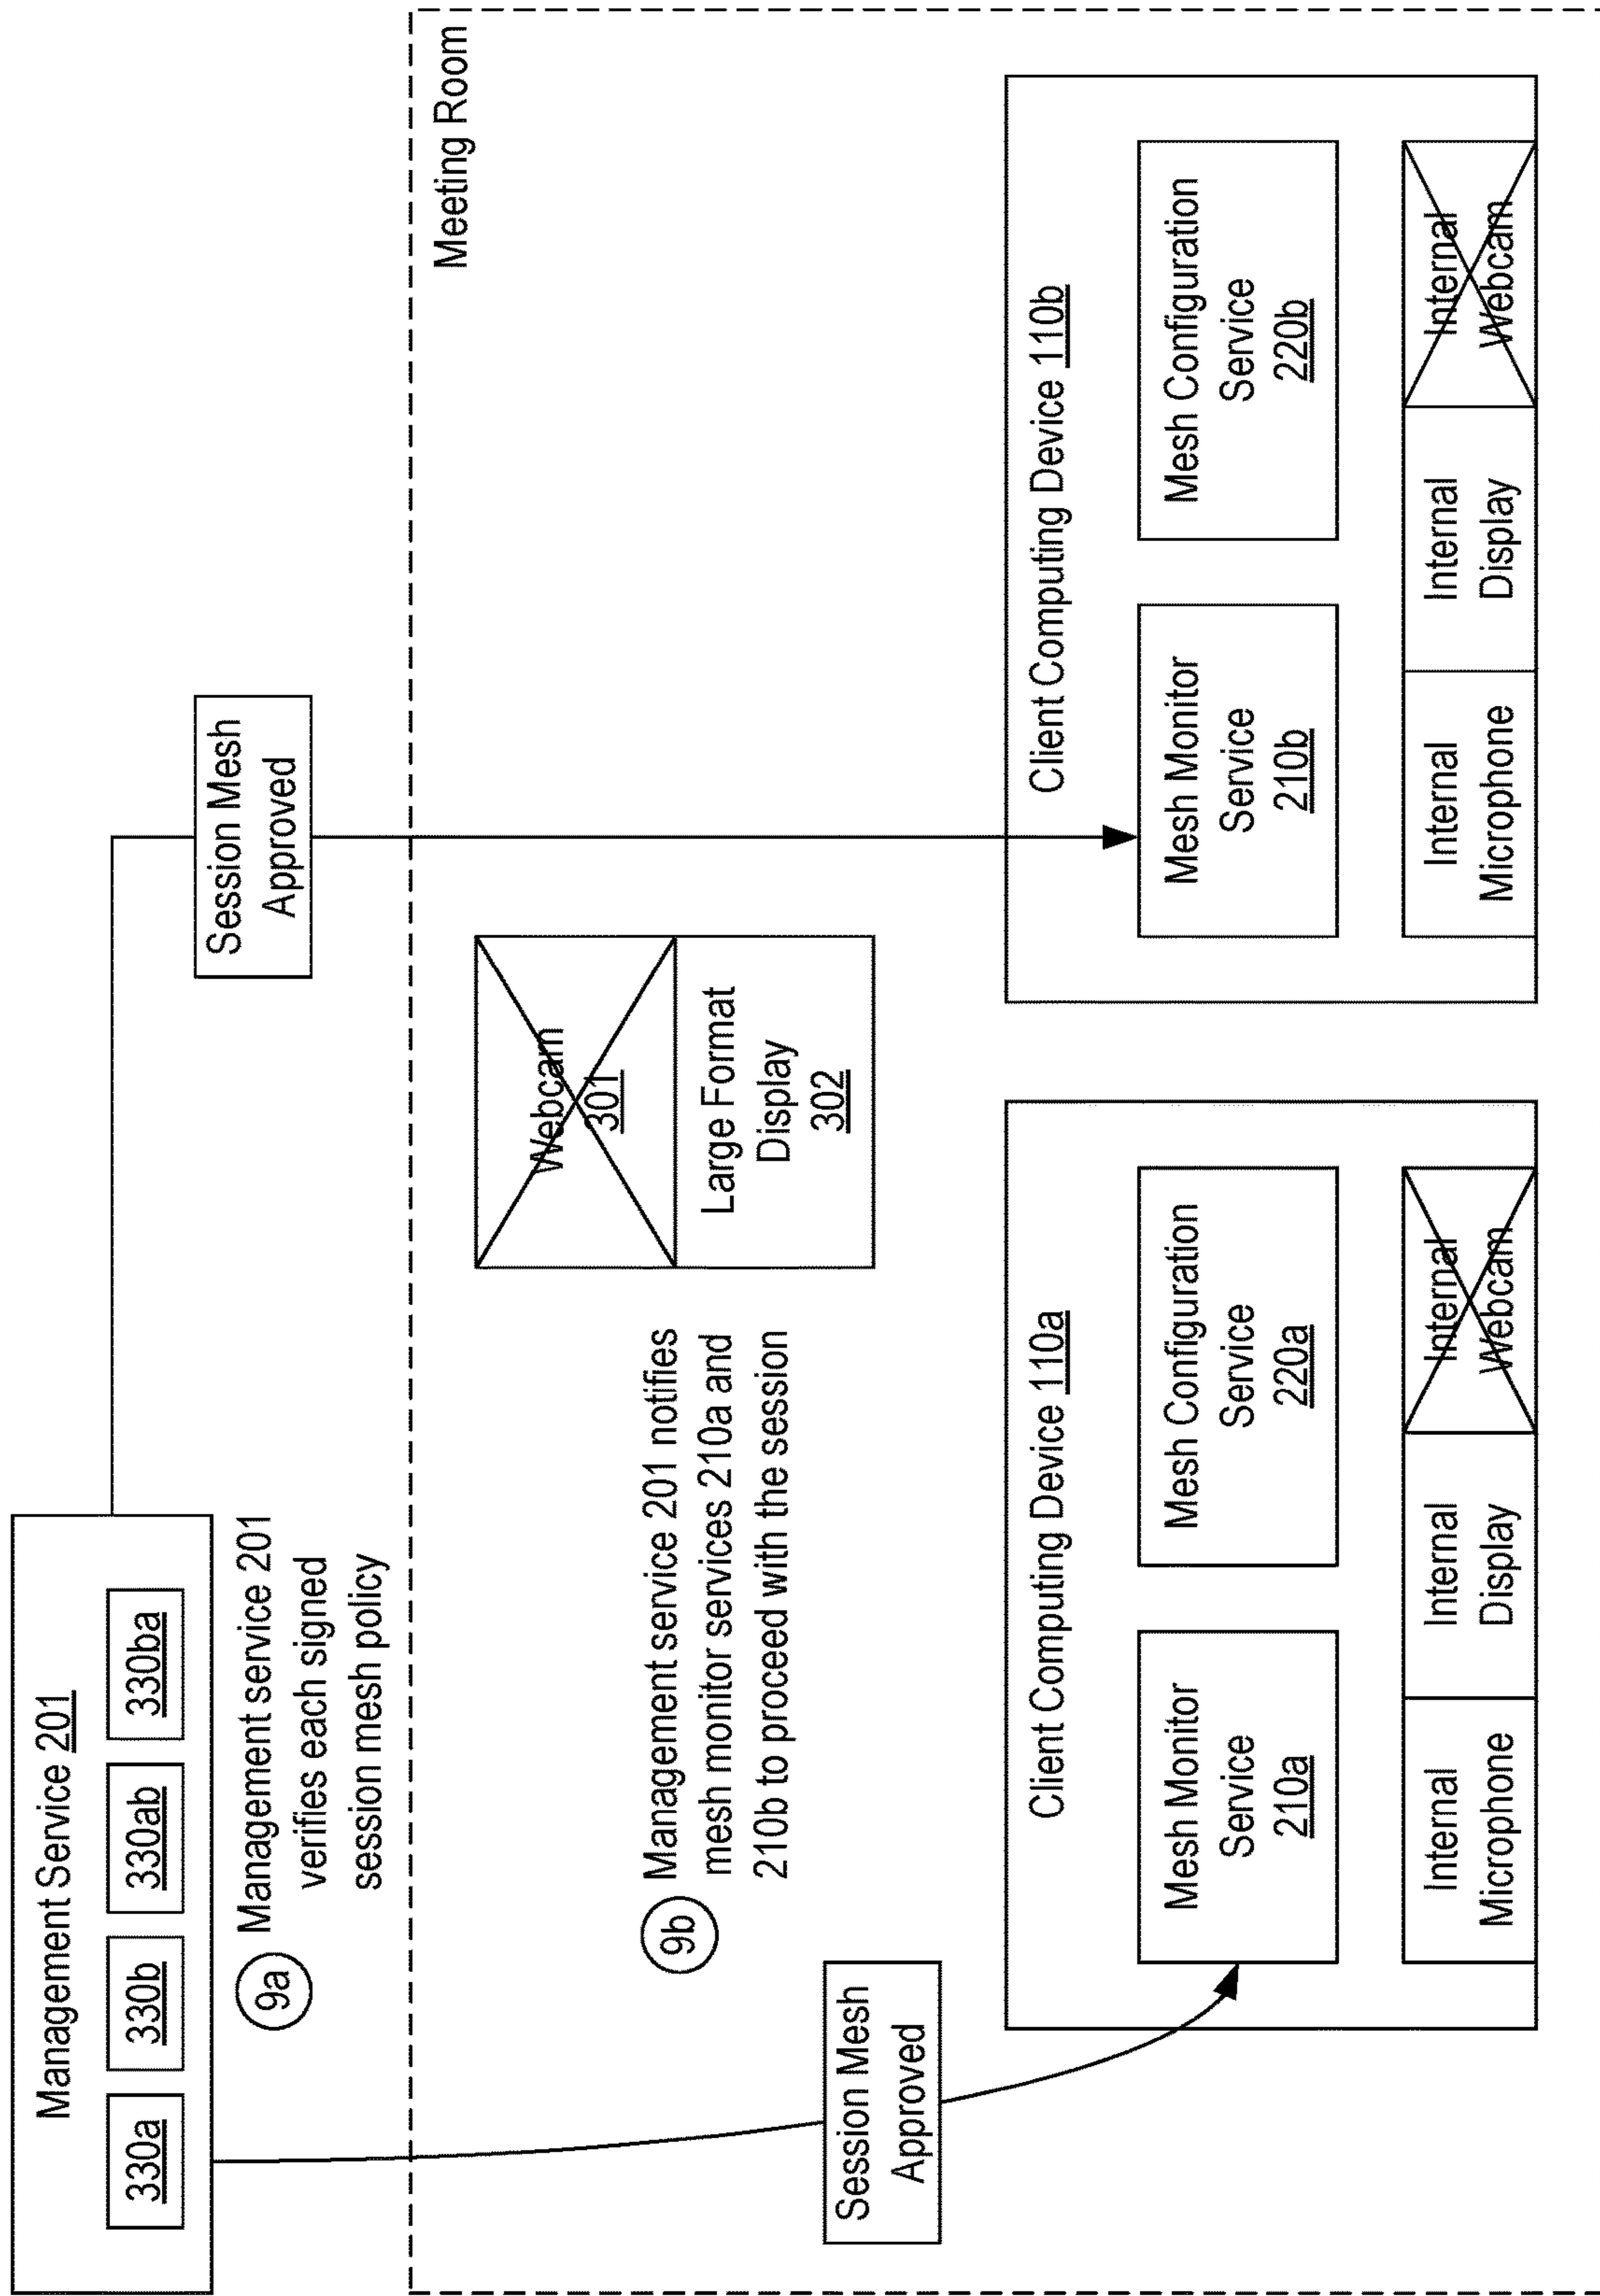 Management Service 201
330a
330b
330ab
330ba
9a
Management service 201
verifies each signed
session mesh policy
Session Mesh
Approved
Meeting Room
Webcam
301
Large Format
Display
302
9b
Management service 201 notifies
mesh monitor services 210a and
210b to proceed with the session
Session Mesh
Approved
Client Computing Device 110a
Mesh Monitor
Service
210a
Mesh Configuration
Service
220a
Internal
Microphone
Internal
Display
Internal
Webcam
Client Computing Device 110b
Mesh Monitor
Service
210b
Mesh Configuration
Service
220b
Internal
Microphone
Internal
Display
Internal
Webcam